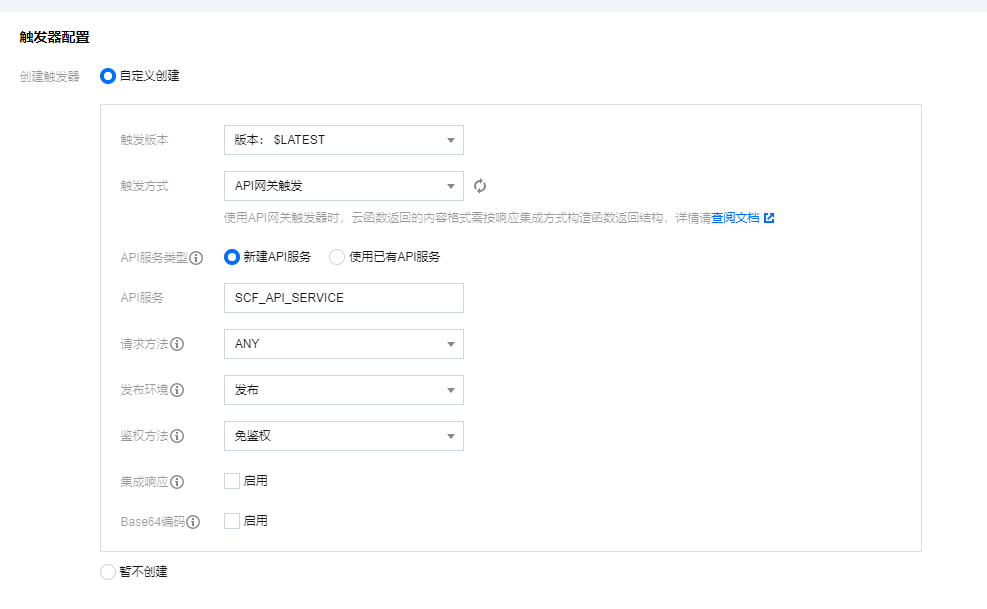 触发器配置
创建触发器 自定义创建
触发版本 版本： $LATEST
触发方式 API网关触发
使用API网关触发器时，云函数返回的内容格式需按响应集成方式构造函数返回结构，详情请查阅文档
API服务类型 新建API服务 使用已有API服务
API服务 SCF_API_SERVICE
请求方法 ANY
发布环境 发布
鉴权方法 免鉴权
集成响应 启用
Base64编码 启用
暂不创建